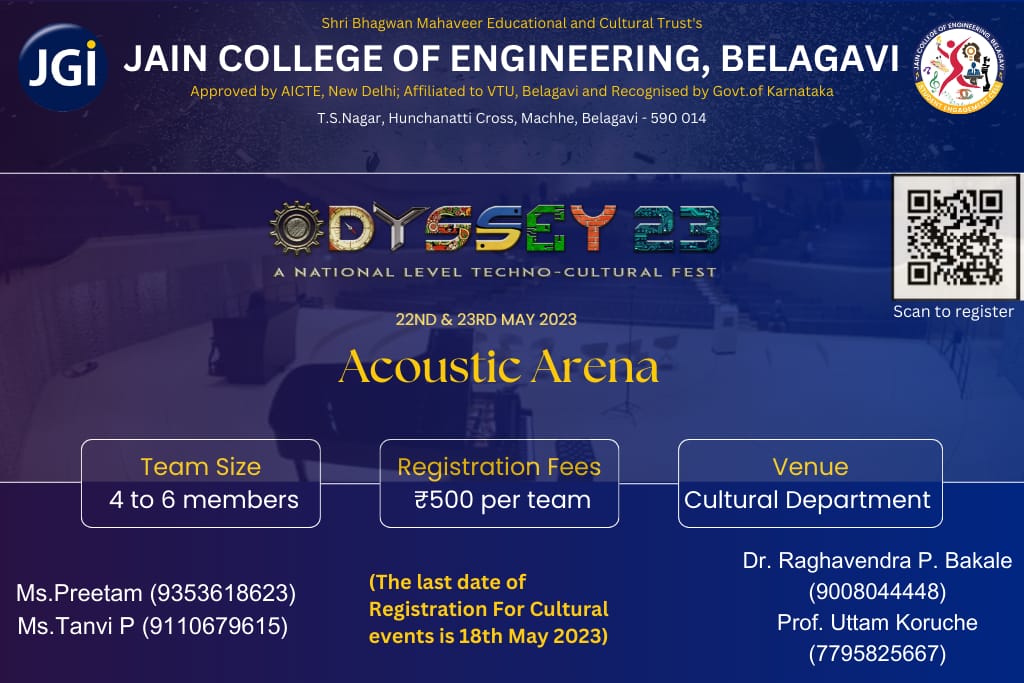 Shri Bhagwan Mahaveer Educational and Cultural Trust's
JGi
JAIN COLLEGE OF ENGINEERING, BELAGAVI
Approved by AICTE, New Delhi; Affiliated to VTU, Belagavi and Recognised by Govt.of Karnataka
T.S.Nagar, Hunchanatti Cross, Machhe, Belagavi - 590 014
JAIN COLLEGE OF ENGINEERING, BELAGAVI
STUDENT ENGAGEMENT CLUB
ODYSSEY 23
A NATIONAL LEVEL TECHNO-CULTURAL FEST
Scan to register
22ND & 23RD MAY 2023
Acoustic Arena
Team Size
4 to 6 members
Registration Fees
₹500 per team
Venue
Cultural Department
Ms.Preetam (9353618623)
Ms.Tanvi P (9110679615)
(The last date of
Registration For Cultural
events is 18th May 2023)
Dr. Raghavendra P. Bakale
(9008044448)
Prof. Uttam Koruche
(7795825667)